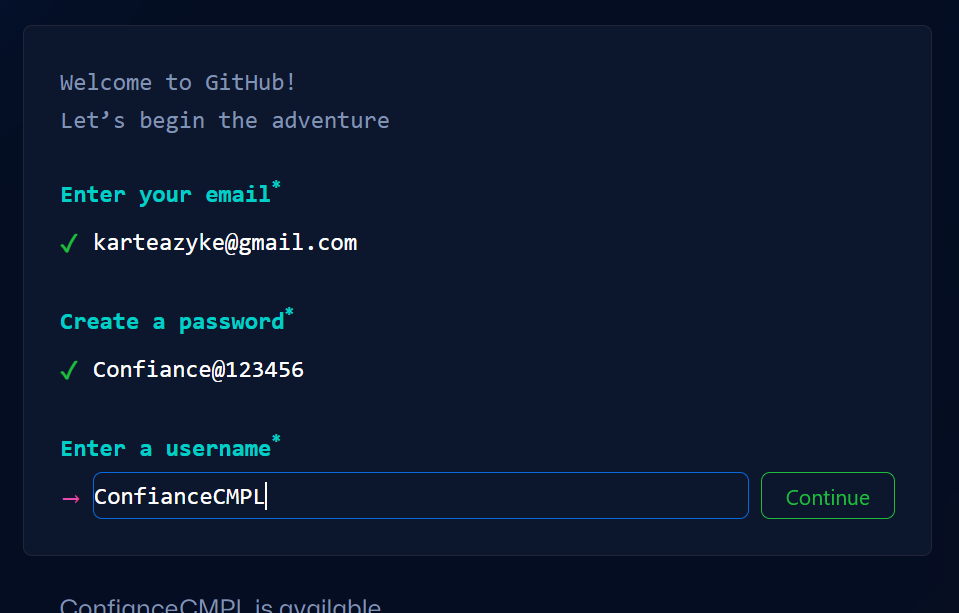 Welcome to GitHub!
Let’s begin the adventure
Enter your email*
✓ karteazyke@gmail.com
Create a password*
✓ Confiance@123456
Enter a username*
→ ConfianceCMPL
Continue
ConfianceCMPL is available